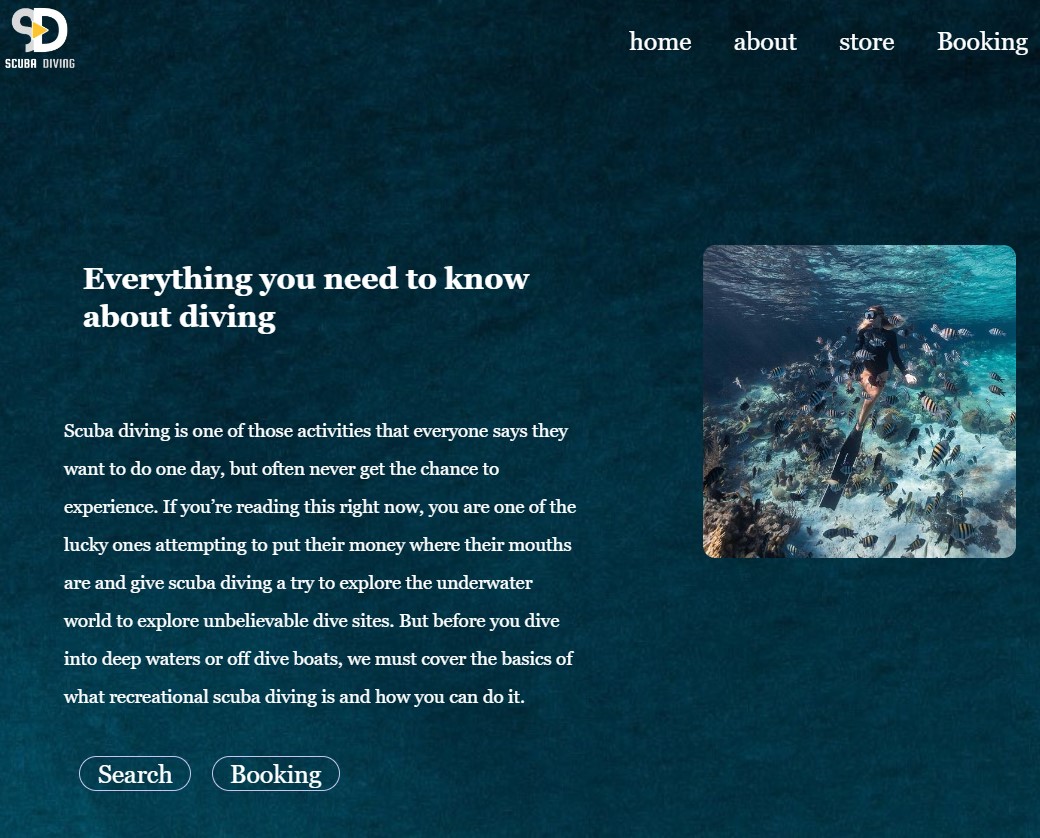 SCUBA DIVING
home about store Booking
Everything you need to know
about diving
Scuba diving is one of those activities that everyone says they
want to do one day, but often never get the chance to
experience. If you’re reading this right now, you are one of the
lucky ones attempting to put their money where their mouths
are and give scuba diving a try to explore the underwater
world to explore unbelievable dive sites. But before you dive
into deep waters or off dive boats, we must cover the basics of
what recreational scuba diving is and how you can do it.
Search Booking